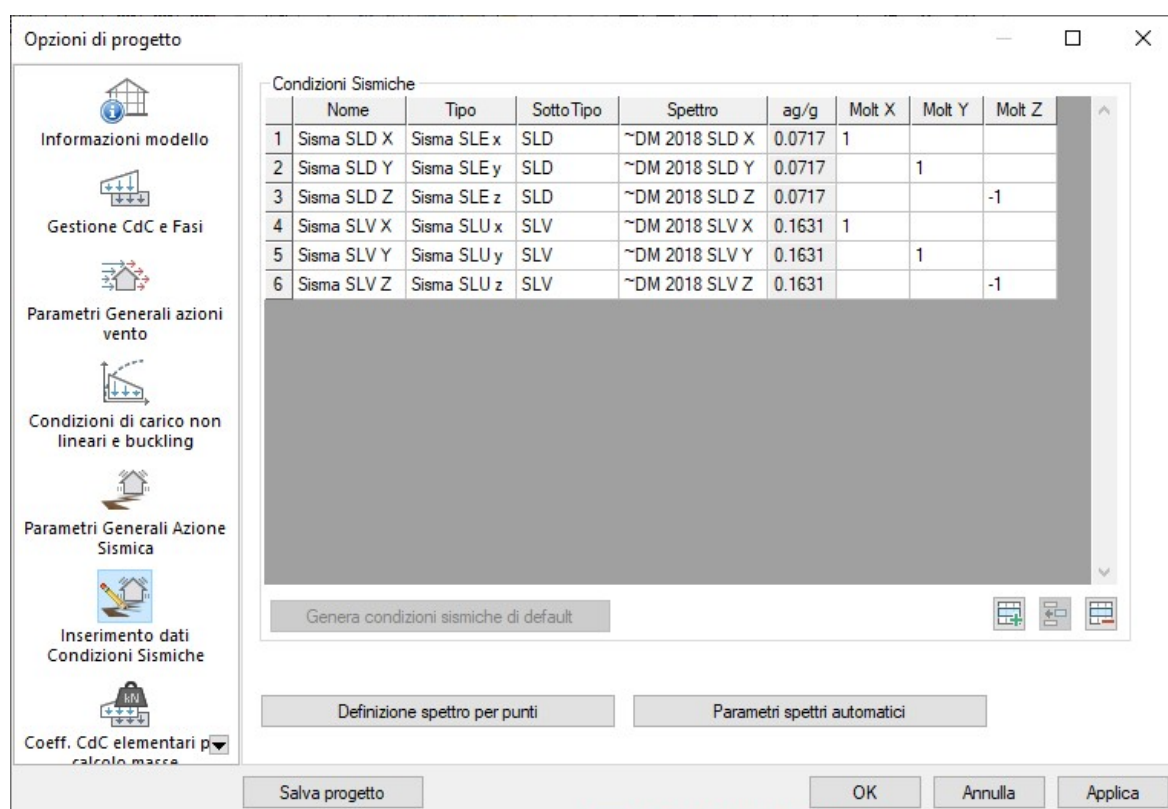 Opzioni di progetto
Informazioni modello
Gestione CdC e Fasi
Parametri Generali azioni
vento
Condizioni di carico non
lineari e buckling
Parametri Generali Azione
Sismica
Inserimento dati
Condizioni Sismiche
kN
Coeff. CdC elementari p
calcolo masse
Condizioni Sismiche
Nome Tipo SottoTipo Spettro ag/g Molt X Molt Y Molt Z
1 Sisma SLD X Sisma SLE x SLD ~DM 2018 SLD X 0.0717 1
2 Sisma SLD Y Sisma SLE y SLD ~DM 2018 SLD Y 0.0717 1
3 Sisma SLD Z Sisma SLE z SLD ~DM 2018 SLD Z 0.0717 -1
4 Sisma SLV X Sisma SLU x SLV ~DM 2018 SLV X 0.1631 1
5 Sisma SLV Y Sisma SLU y SLV ~DM 2018 SLV Y 0.1631 1
6 Sisma SLV Z Sisma SLU z SLV ~DM 2018 SLV Z 0.1631 -1
Genera condizioni sismiche di default
Definizione spettro per punti Parametri spettri automatici
Salva progetto OK Annulla Applica